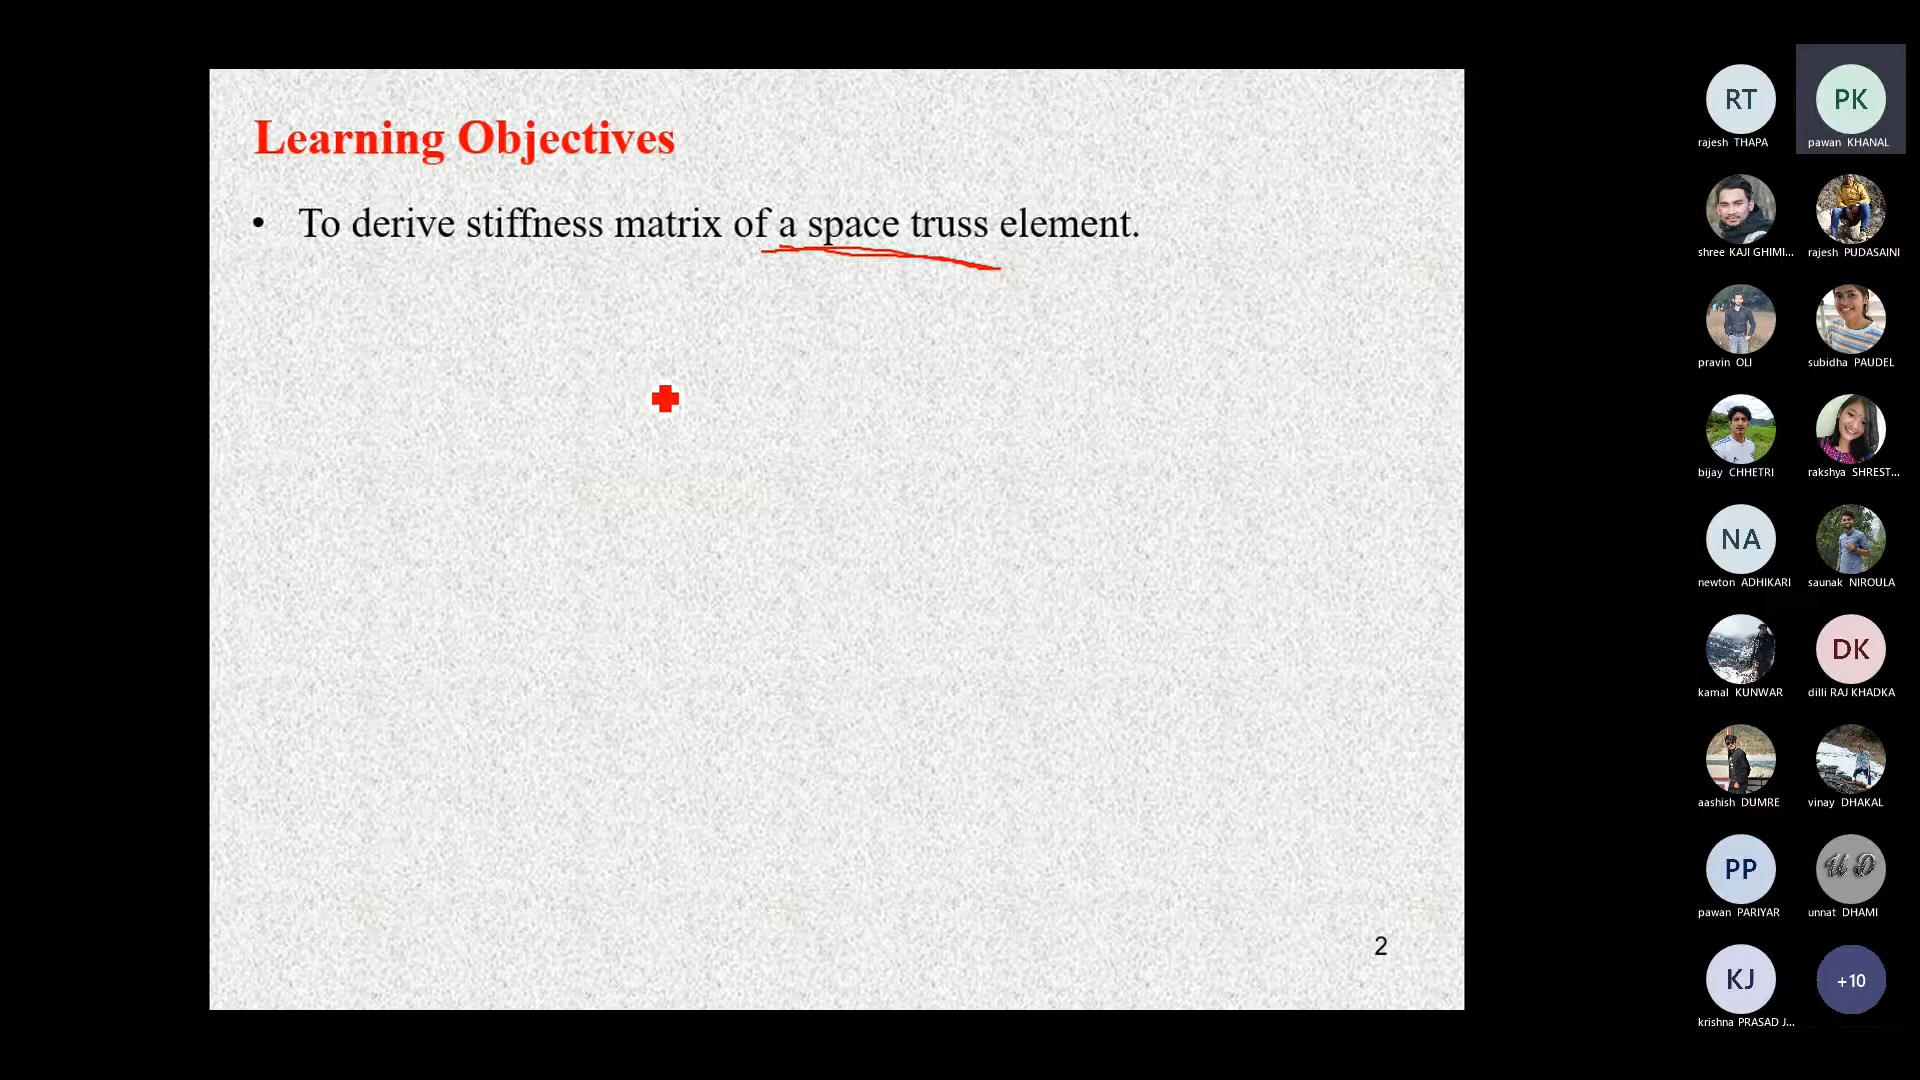 Learning Objectives
• To derive stiffness matrix of a space truss element.
2
RT
PK
rajesh THAPA
pawan KHANAL
shree KAJI GHIMI...
rajesh PUDASAINI
pravin OLI
subidha PAUDEL
bijay CHHETRI
rakshya SHREST...
NA
newton ADHIKARI
saunak NIROULA
DK
kamal KUNWAR
dilli RAJ KHADKA
aashish DUMRE
vinay DHAKAL
PP
U D
pawan PARIYAR
unnat DHAMI
KJ
+10
krishna PRASAD J...